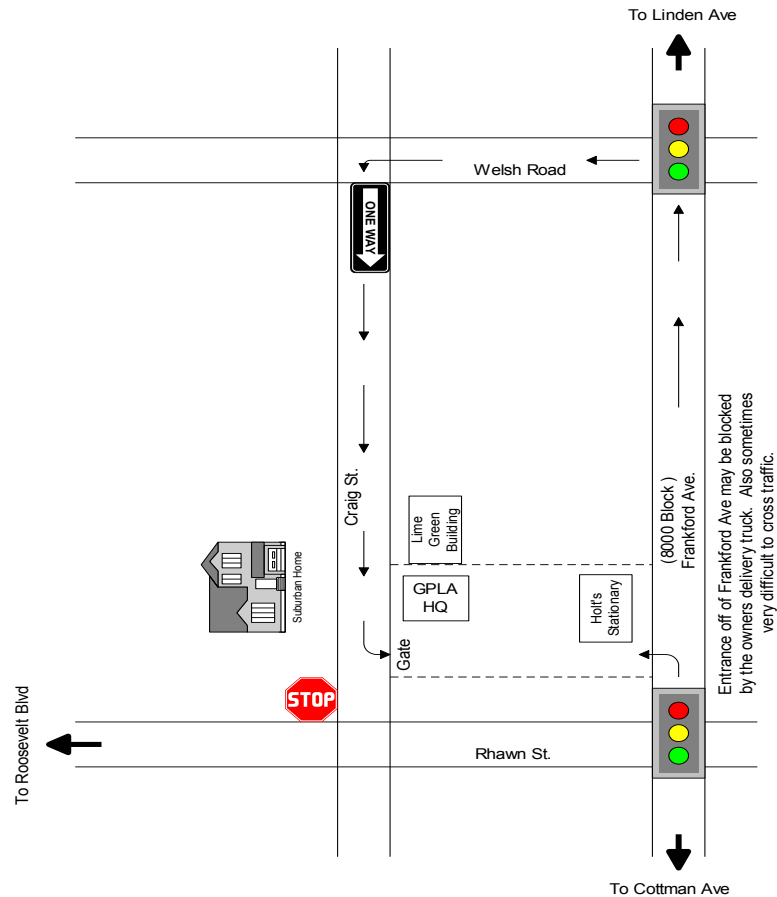 To Linden Ave
Welsh Road
ONE WAY
Craig St.
Lime
Green
Building
(8000 Block )
Frankford Ave.
Entrance off of Frankford Ave may be blocked
by the owners delivery truck.  Also sometimes
very difficult to cross traffic.
Suburban Home
GPLA
HQ
Holt's
Stationary
Gate
STOP
To Roosevelt Blvd
Rhawn St.
To Cottman Ave